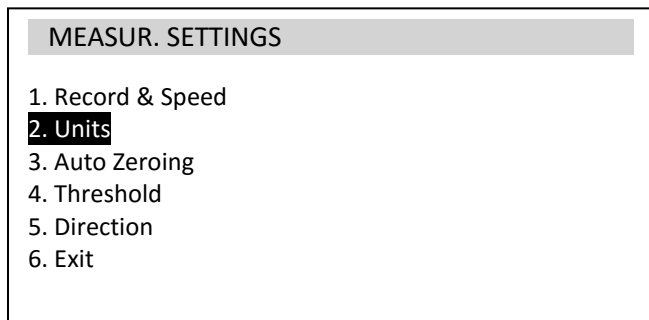 MEASUR. SETTINGS
1. Record & Speed
2. Units
3. Auto Zeroing
4. Threshold
5. Direction
6. Exit